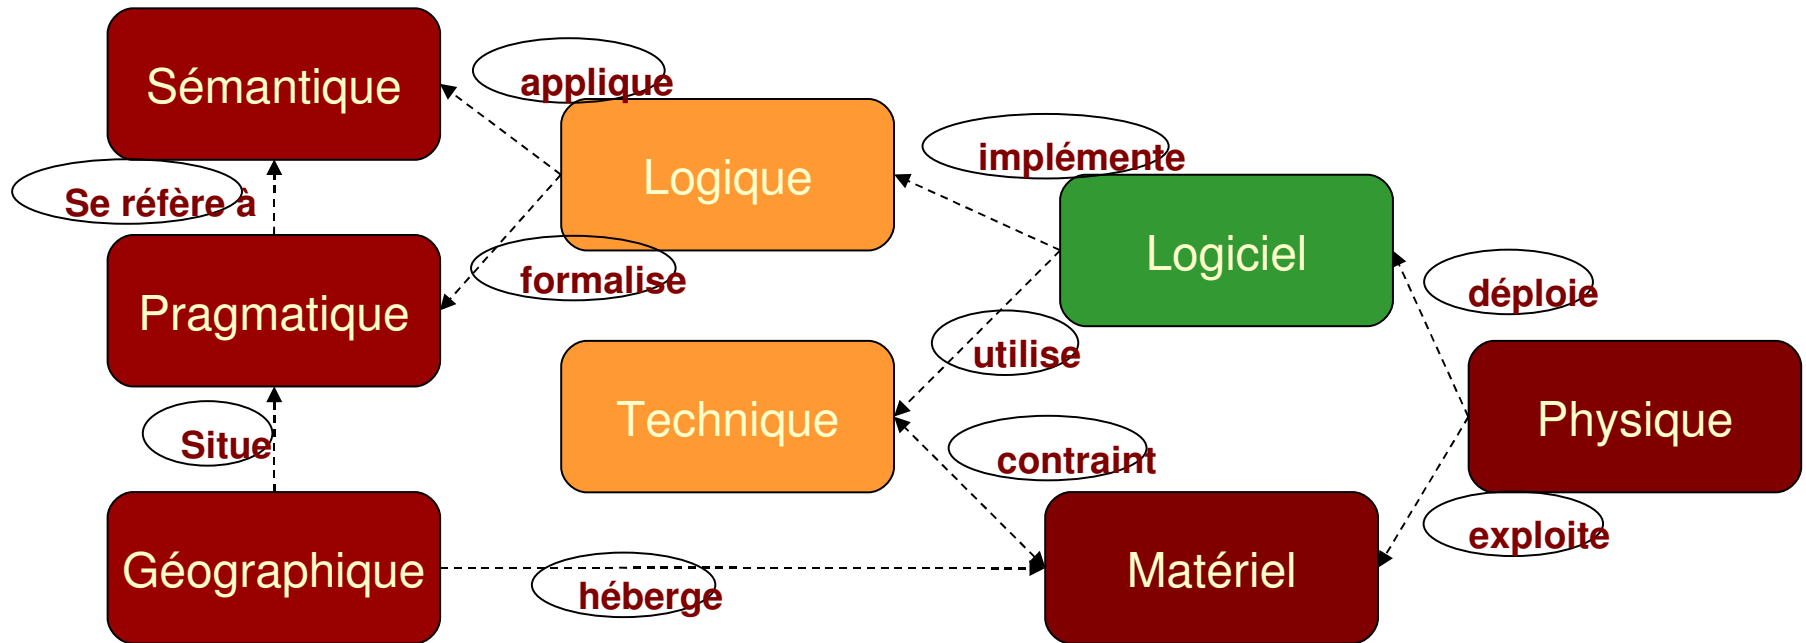 Sémantique
applique
Logique
implémente
Se réfère à
Logiciel
formalise
déploie
Pragmatique
utilise
Situe
Technique
contraint
Physique
exploite
Géographique
héberge
Matériel